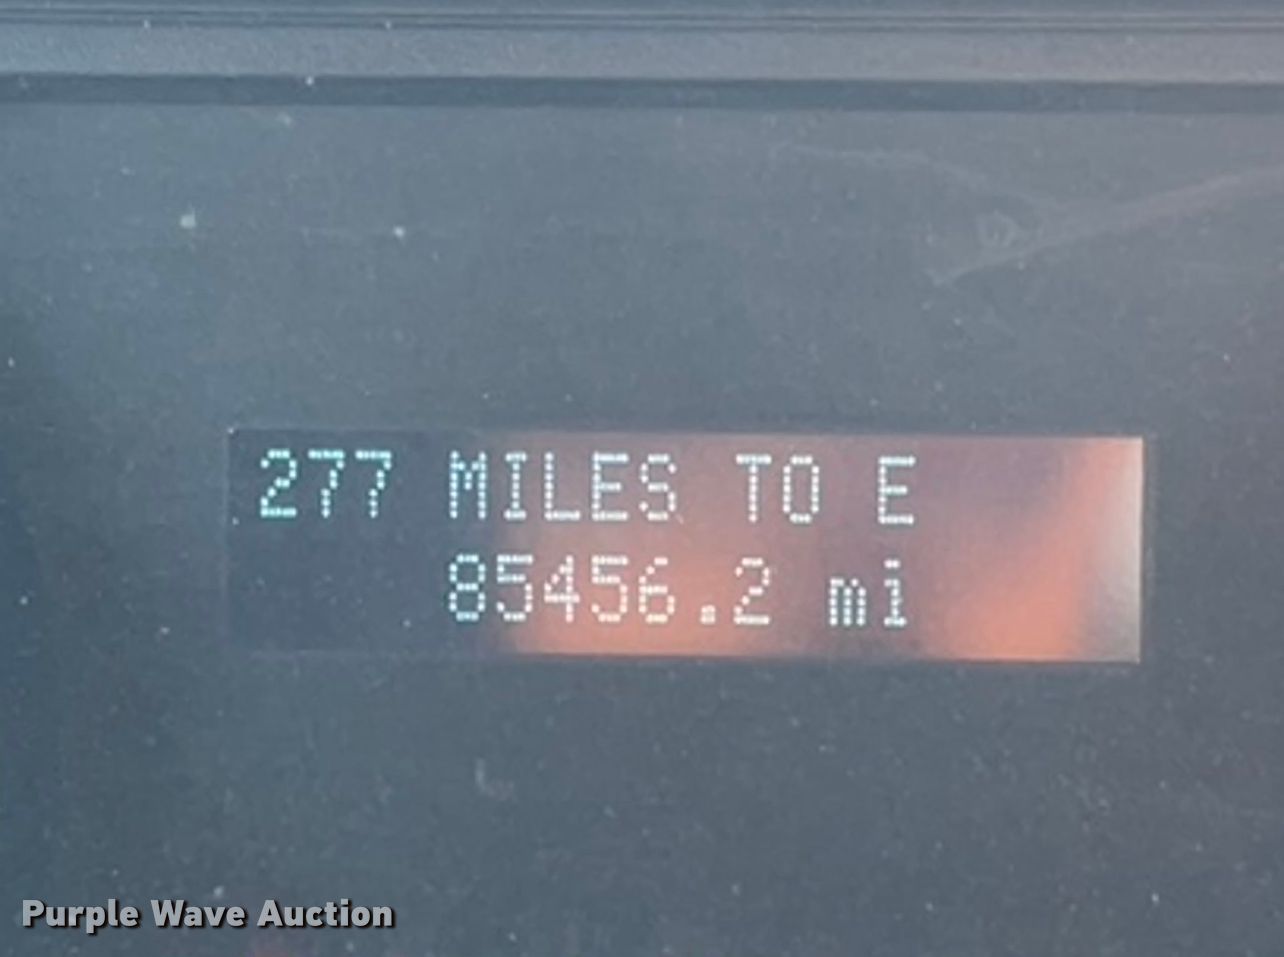 277 MILES TO E
85456.2 mi
Purple Wave Auction